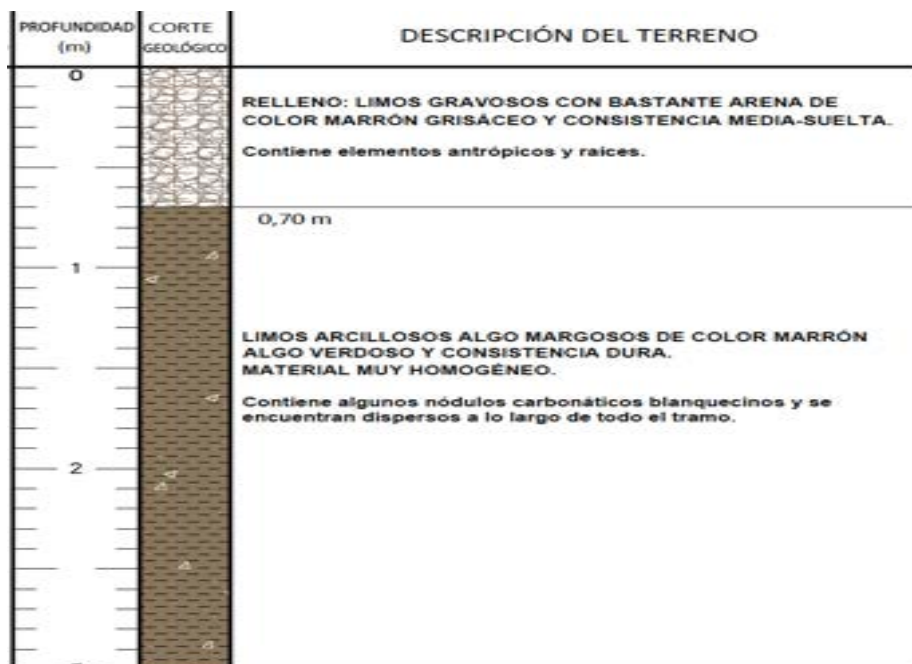 PROFUNDIDAD
(m)
CORTE
GEOLÓGICO
DESCRIPCIÓN DEL TERRENO
0
RELLENO: LIMOS GRAVOSOS CON BASTANTE ARENA DE
COLOR MARRÓN GRISÁCEO Y CONSISTENCIA MEDIA-SUELTA.
Contiene elementos antrópicos y raices.
0,70 m
1
LIMOS ARCILLOSOS ALGO MARGOSOS DE COLOR MARRÓN
ALGO VERDOSO Y CONSISTENCIA DURA.
MATERIAL MUY HOMOGÉNEO.
Contiene algunos nódulos carbonáticos blanquecinos y se
encuentran dispersos a lo largo de todo el tramo.
2